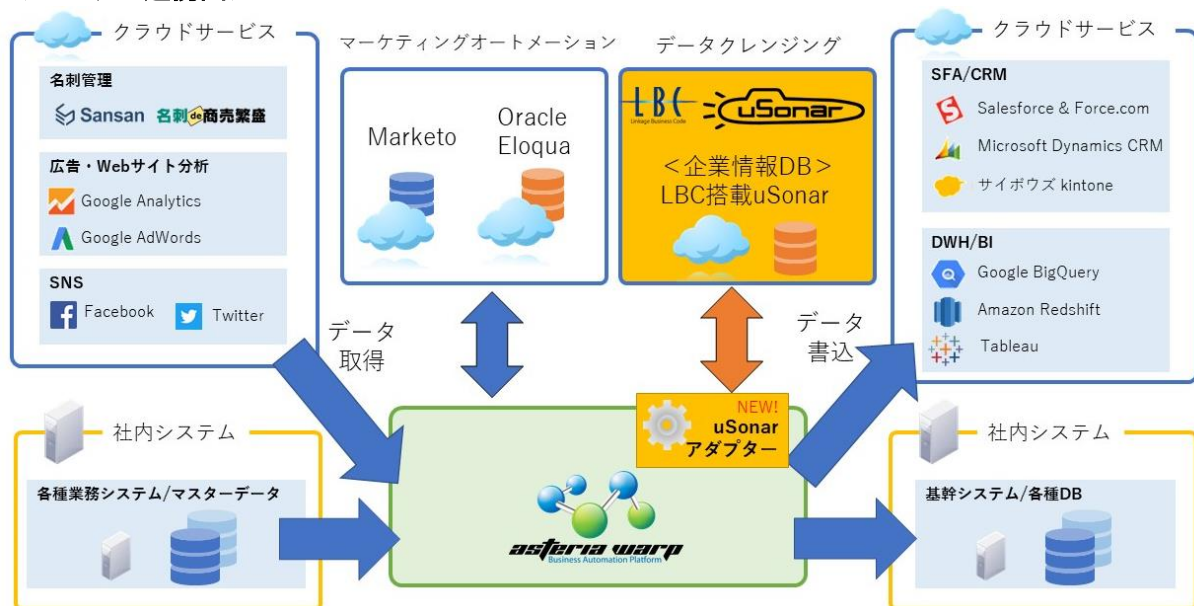 クラウドサービス
名刺管理
Sansan 名刺de商売繁盛
広告・Webサイト分析
Google Analytics
Google AdWords
SNS
Facebook Twitter
マーケティングオートメーション
Marketo
Oracle
Eloqua
データクレンジング
LBC uSonar
Linkage Business Code
＜企業情報DB＞
LBC搭載uSonar
クラウドサービス
SFA/CRM
Salesforce & Force.com
Microsoft Dynamics CRM
サイボウズ kintone
DWH/BI
Google BigQuery
Amazon Redshift
Tableau
データ
取得
データ
書込
社内システム
各種業務システム/マスターデータ
NEW!
uSonar
アダプター
asteria warp
Business Automation Platform
社内システム
基幹システム/各種DB